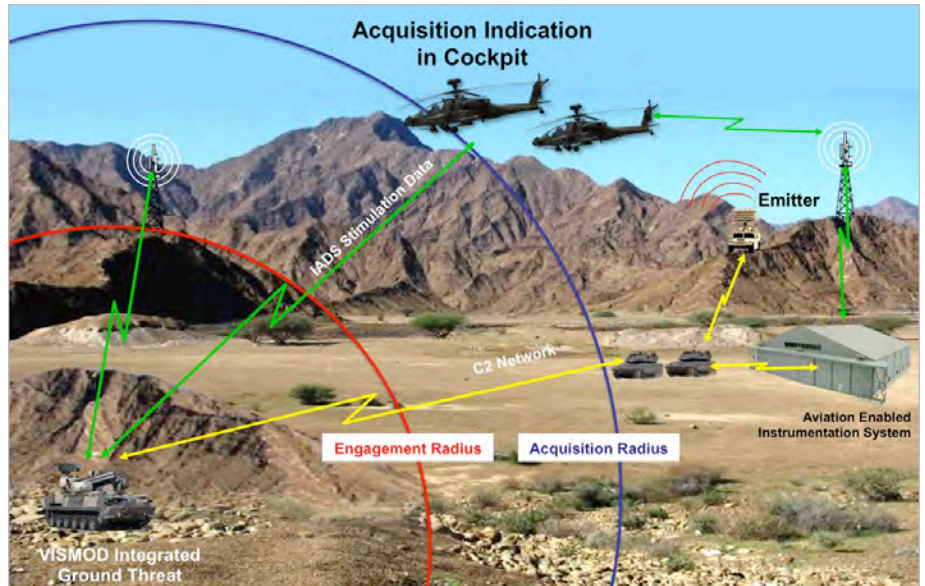 Acquisition Indication
in Cockpit
Emitter
IADS Stimulation Data
C2 Network
Engagement Radius
Acquisition Radius
Aviation Enabled
Instrumentation System
VISMOD Integrated
Ground Threat